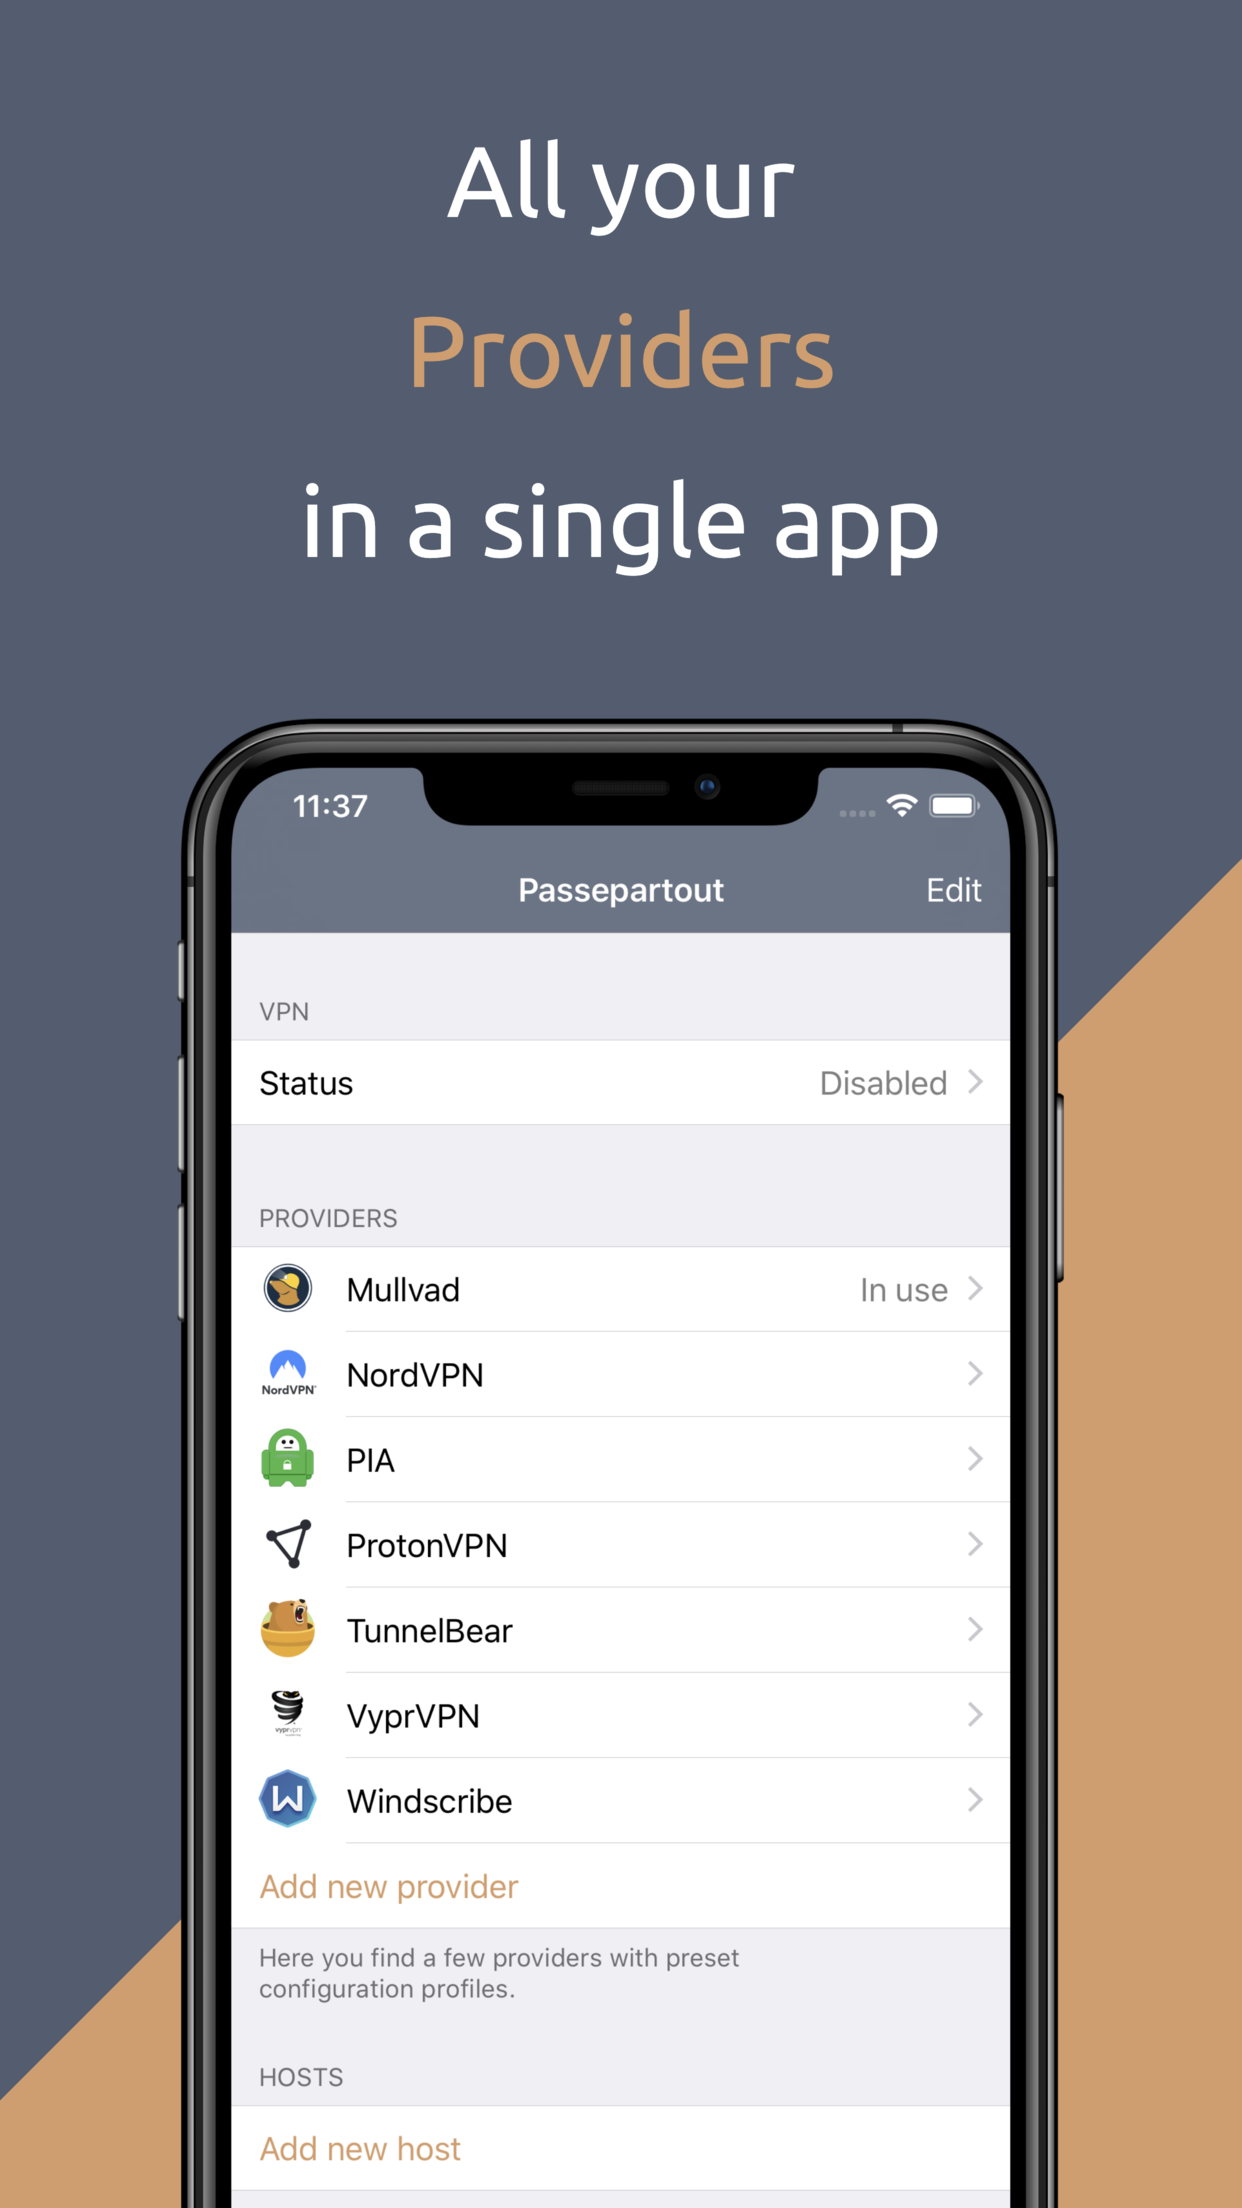 All your
Providers
in a single app
11:37
Passepartout Edit
VPN
Status Disabled
PROVIDERS
Mullvad In use
NordVPN NordVPN
PIA
ProtonVPN
TunnelBear
vyprvpn VyprVPN
W Windscribe
Add new provider
Here you find a few providers with preset
configuration profiles.
HOSTS
Add new host